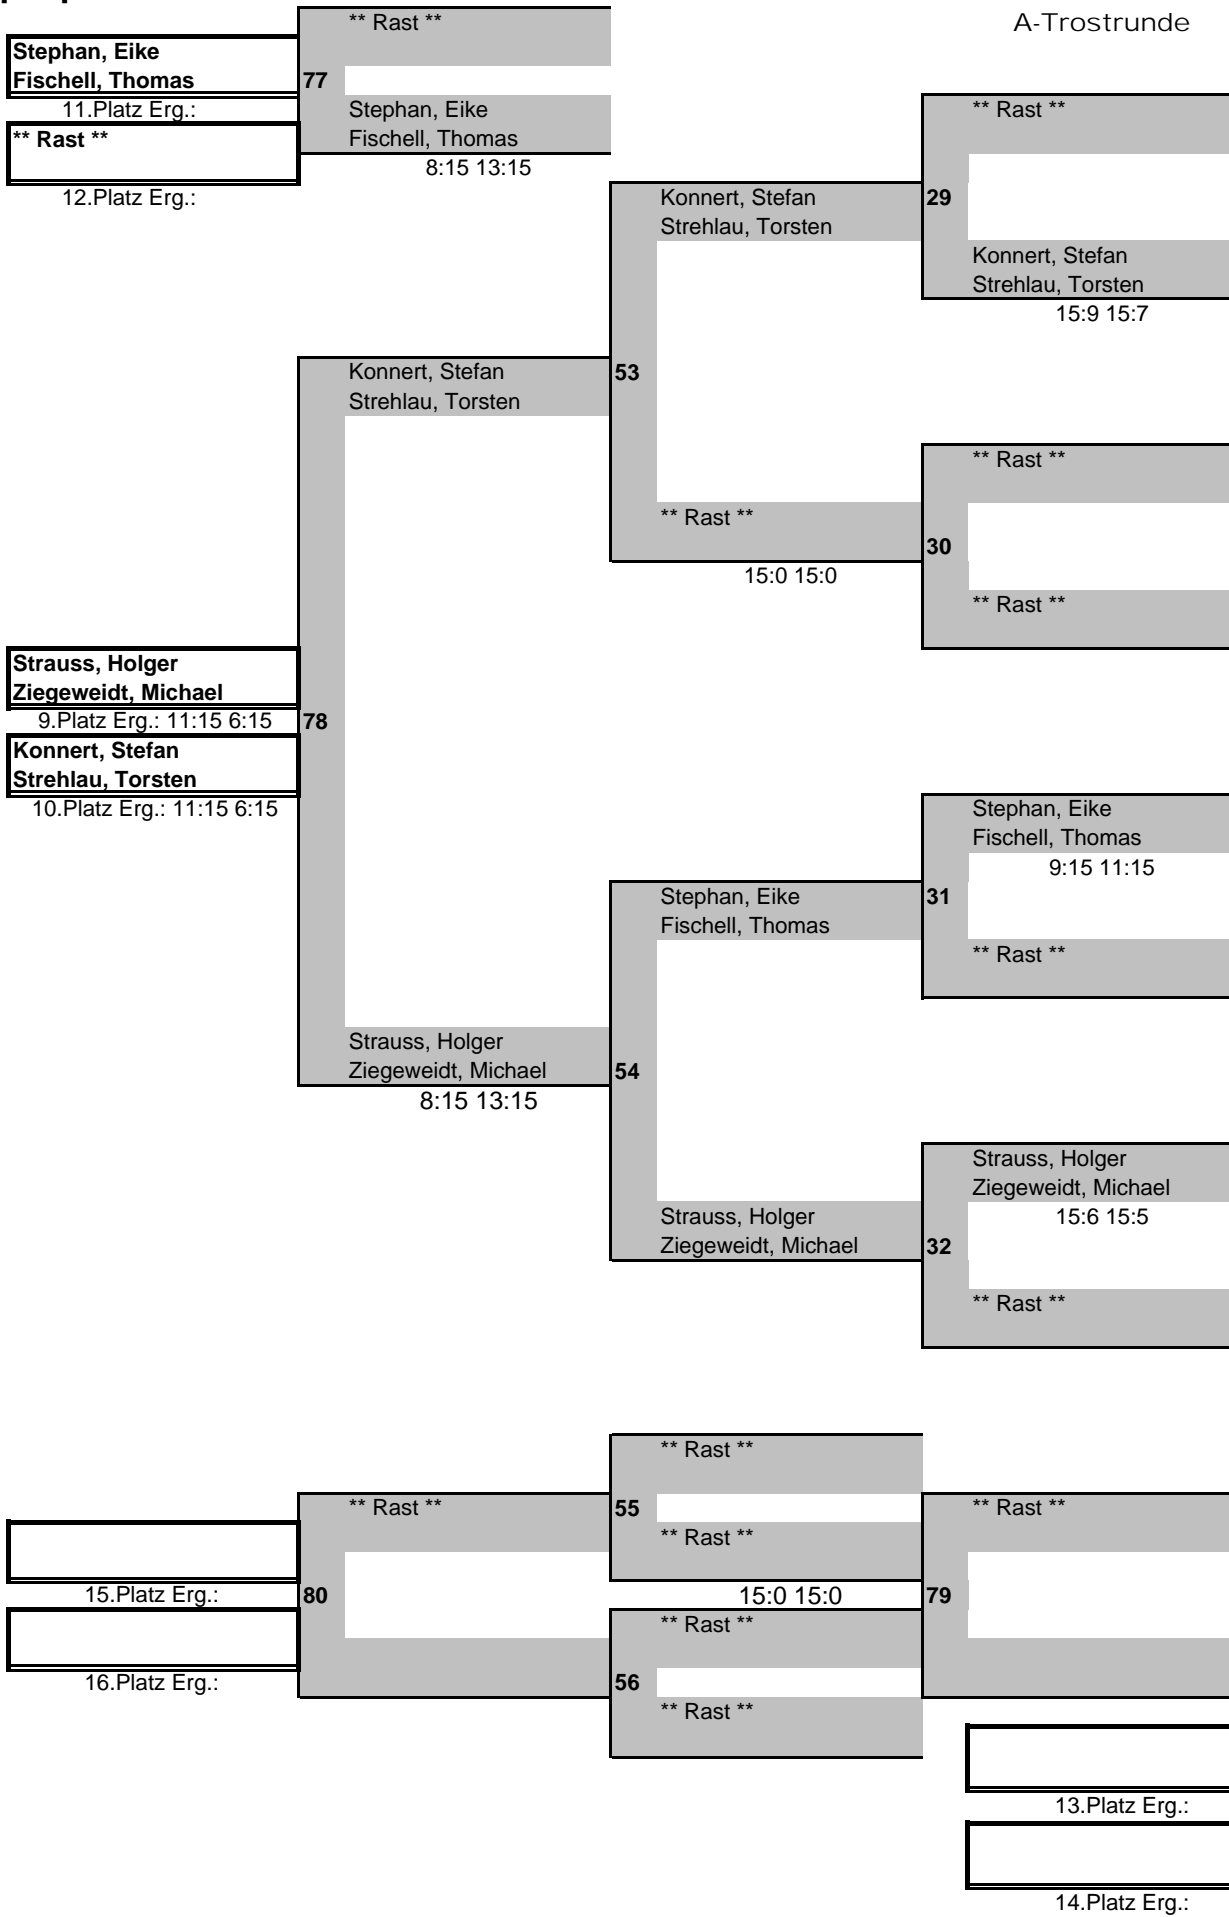 ** Rast **
A-Trostrunde
Stephan, Eike
Fischell, Thomas
77
11.Platz Erg.:
Stephan, Eike
Fischell, Thomas
** Rast **
** Rast **
8:15 13:15
12.Platz Erg.:
Konnert, Stefan
Strehlau, Torsten
29
Konnert, Stefan
Strehlau, Torsten
15:9 15:7
Konnert, Stefan
Strehlau, Torsten
53
** Rast **
** Rast **
30
15:0 15:0
** Rast **
Strauss, Holger
Ziegeweidt, Michael
9.Platz Erg.: 11:15 6:15
78
Konnert, Stefan
Strehlau, Torsten
10.Platz Erg.: 11:15 6:15
Stephan, Eike
Fischell, Thomas
9:15 11:15
Stephan, Eike
Fischell, Thomas
31
** Rast **
Strauss, Holger
Ziegeweidt, Michael
54
8:15 13:15
Strauss, Holger
Ziegeweidt, Michael
15:6 15:5
Strauss, Holger
Ziegeweidt, Michael
32
** Rast **
** Rast **
** Rast **
55
** Rast **
** Rast **
15.Platz Erg.:
80
15:0 15:0
79
** Rast **
16.Platz Erg.:
56
** Rast **
13.Platz Erg.:
14.Platz Erg.: